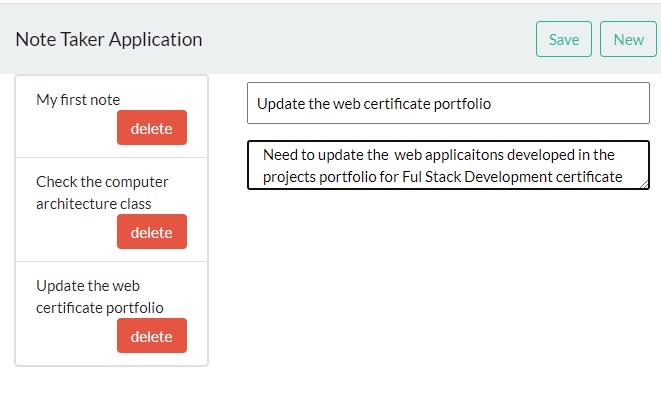 Note Taker Application
Save
New
My first note
delete
Check the computer
architecture class
delete
Update the web
certificate portfolio
delete
Update the web certificate portfolio
Need to update the  web applicaitons developed in the
projects portfolio for Ful Stack Development certificate